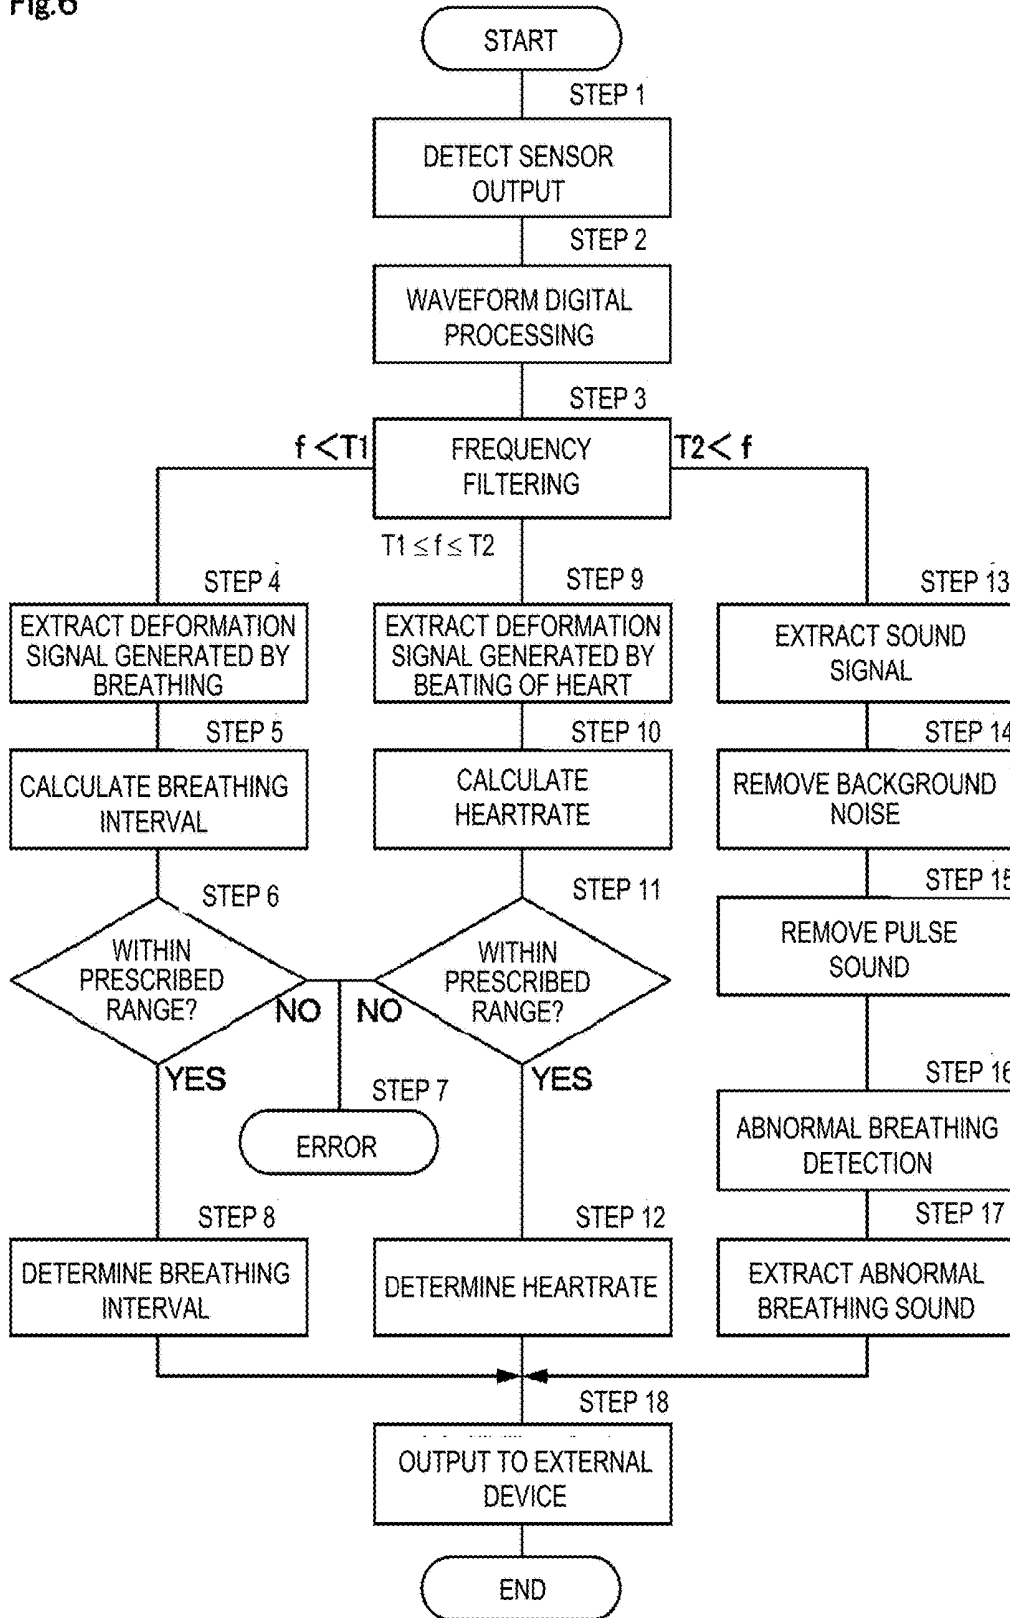 Fig.6
START
STEP 1
DETECT SENSOR
OUTPUT
STEP 2
WAVEFORM DIGITAL
PROCESSING
STEP 3
f <T1
FREQUENCY
FILTERING
T2< f
T1 ≤ f ≤ T2
STEP 4
EXTRACT DEFORMATION
SIGNAL GENERATED BY
BREATHING
STEP 5
CALCULATE BREATHING
INTERVAL
STEP 6
WITHIN
PRESCRIBED
RANGE?
NO
YES
STEP 7
ERROR
STEP 8
DETERMINE BREATHING
INTERVAL
STEP 9
EXTRACT DEFORMATION
SIGNAL GENERATED BY
BEATING OF HEART
STEP 10
CALCULATE
HEARTRATE
STEP 11
WITHIN
PRESCRIBED
RANGE?
NO
YES
STEP 12
DETERMINE HEARTRATE
STEP 13
EXTRACT SOUND
SIGNAL
STEP 14
REMOVE BACKGROUND
NOISE
STEP 15
REMOVE PULSE
SOUND
STEP 16
ABNORMAL BREATHING
DETECTION
STEP 17
EXTRACT ABNORMAL
BREATHING SOUND
STEP 18
OUTPUT TO EXTERNAL
DEVICE
END